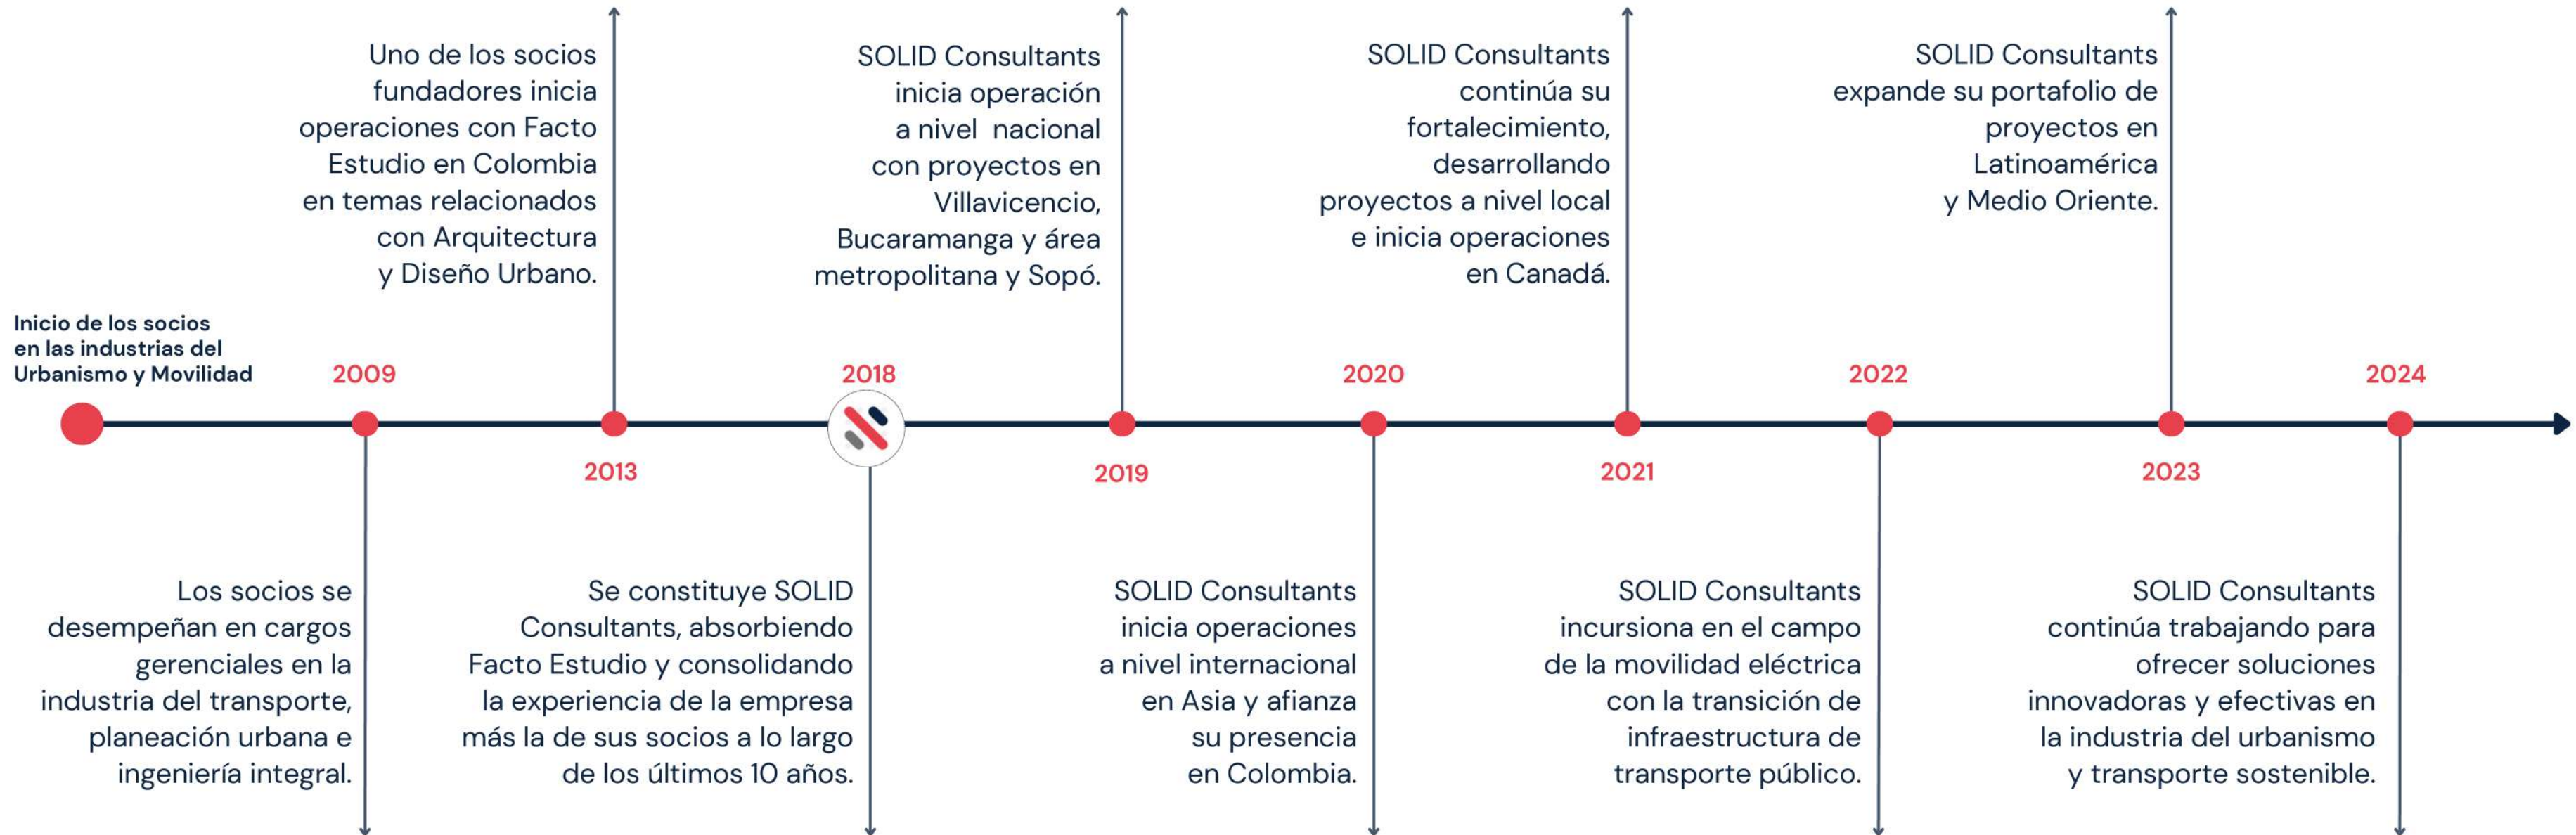 Inicio de los socios
en las industrias del
Urbanismo y Movilidad
2009
Los socios se
desempeñan en cargos
gerenciales en la
industria del transporte,
planeación urbana e
ingeniería integral.
Uno de los socios
fundadores inicia
operaciones con Facto
Estudio en Colombia
en temas relacionados
con Arquitectura
y Diseño Urbano.
2013
2018
Se constituye SOLID
Consultants, absorbiendo
Facto Estudio y consolidando
la experiencia de la empresa
más la de sus socios a lo largo
de los últimos 10 años.
SOLID Consultants
inicia operación
a nivel nacional
con proyectos en
Villavicencio,
Bucaramanga y área
metropolitana y Sopó.
2019
2020
SOLID Consultants
inicia operaciones
a nivel internacional
en Asia y afianza
su presencia
en Colombia.
SOLID Consultants
continúa su
fortalecimiento,
desarrollando
proyectos a nivel local
e inicia operaciones
en Canadá.
2021
2022
SOLID Consultants
incursiona en el campo
de la movilidad eléctrica
con la transición de
infraestructura de
transporte público.
SOLID Consultants
expande su portafolio de
proyectos en
Latinoamérica
y Medio Oriente.
2023
2024
SOLID Consultants
continúa trabajando para
ofrecer soluciones
innovadoras y efectivas en
la industria del urbanismo
y transporte sostenible.